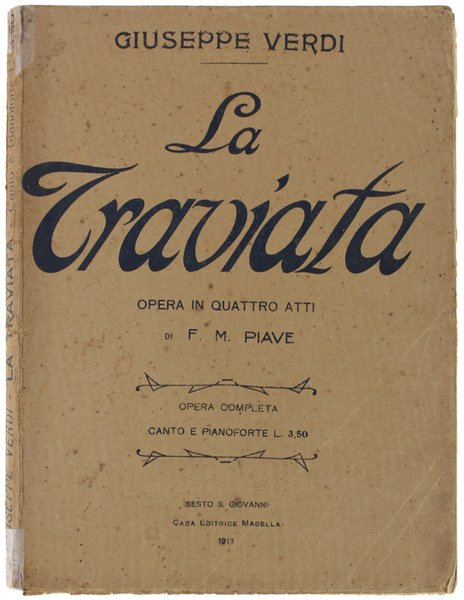 GIUSEPPE VERDI
La
Traviata
OPERA IN QUATTRO ATTI
DI F. M. PIAVE
OPERA COMPLETA
CANTO E PIANOFORTE L. 3,50
SESTO S. GIOVANNI
CASA EDITRICE MADELLA
VERDI LA TRAVIATA